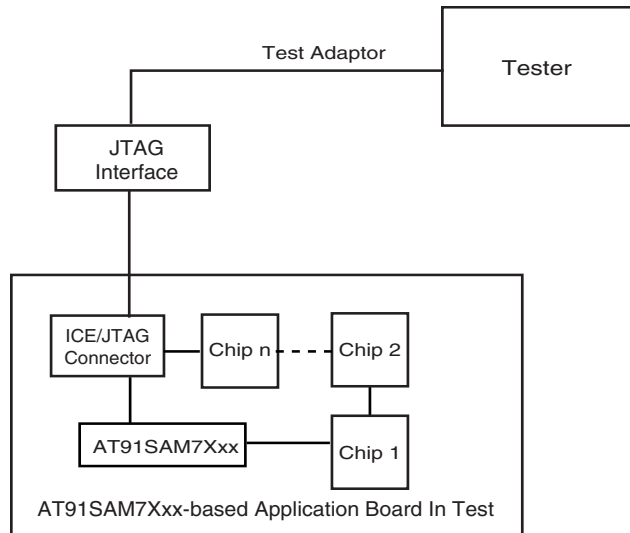 Test Adaptor
Tester
JTAG
Interface
ICE/JTAG
Connector
Chip n
Chip 2
AT91SAM7Xxx
Chip 1
AT91SAM7Xxx-based Application Board In Test